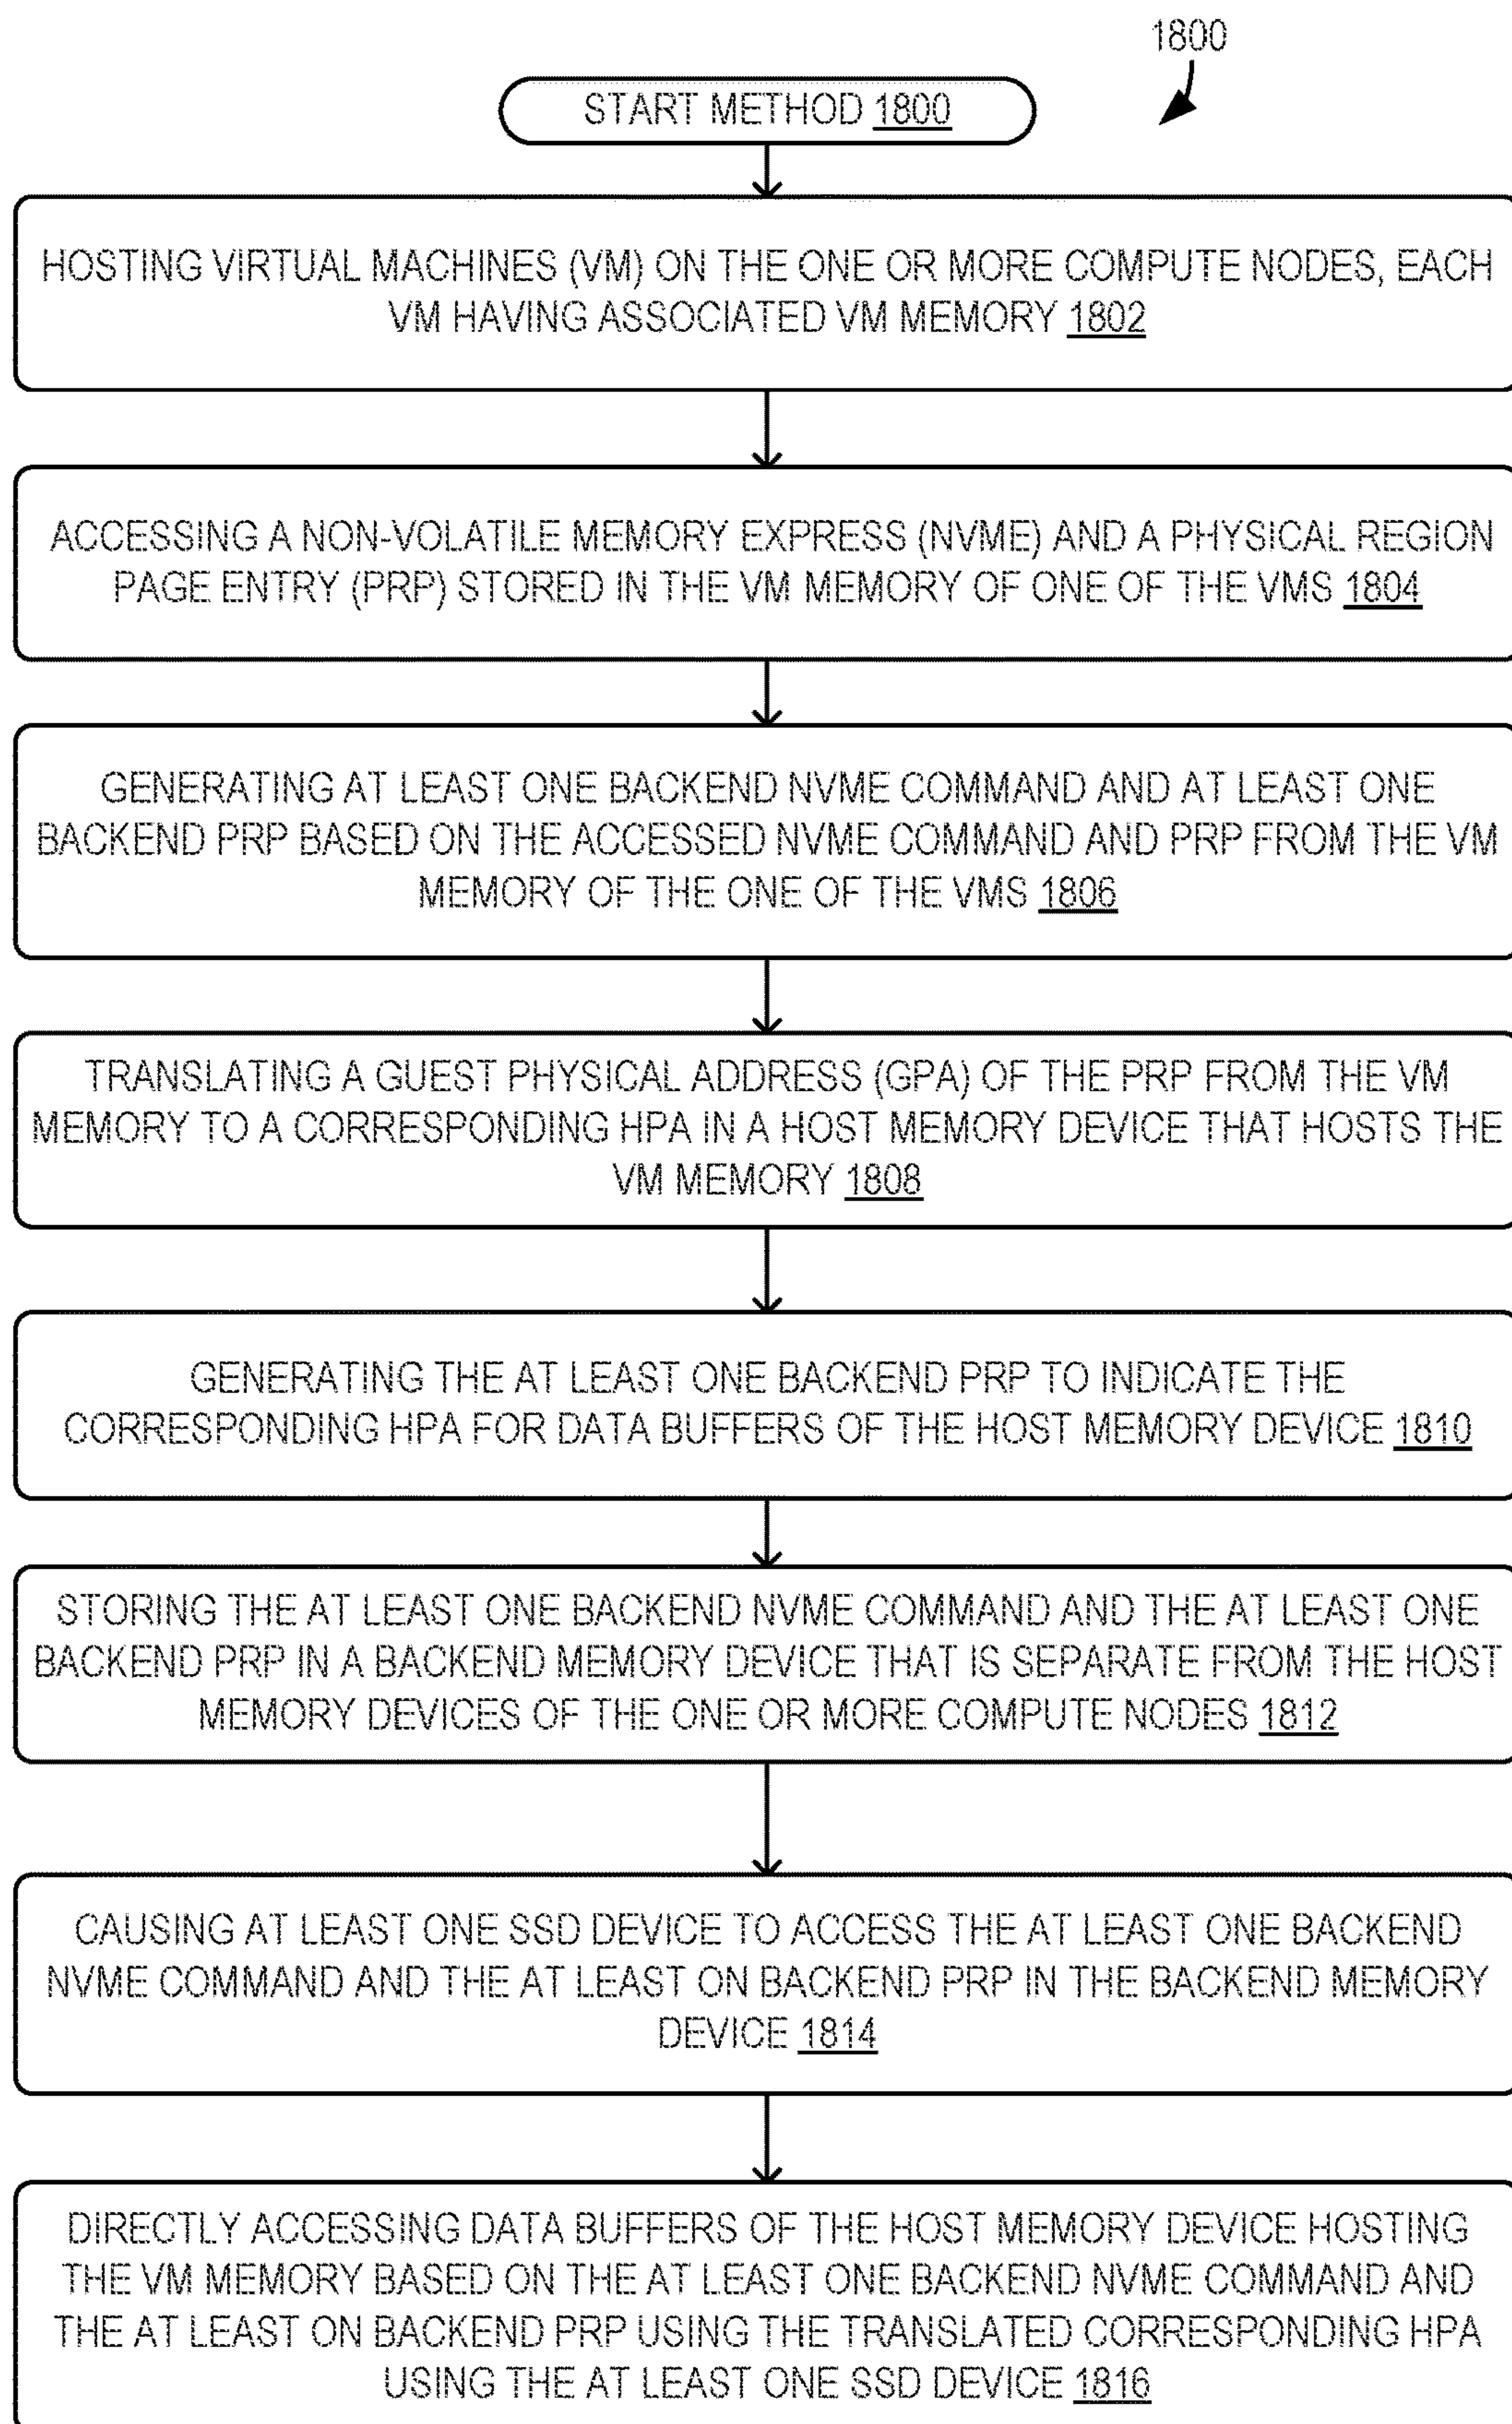 1800
START METHOD 1800
HOSTING VIRTUAL MACHINES (VM) ON THE ONE OR MORE COMPUTE NODES, EACH
VM HAVING ASSOCIATED VM MEMORY 1802
ACCESSING A NON-VOLATILE MEMORY EXPRESS (NVME) AND A PHYSICAL REGION
PAGE ENTRY (PRP) STORED IN THE VM MEMORY OF ONE OF THE VMS 1804
GENERATING AT LEAST ONE BACKEND NVME COMMAND AND AT LEAST ONE
BACKEND PRP BASED ON THE ACCESSED NVME COMMAND AND PRP FROM THE VM
MEMORY OF THE ONE OF THE VMS 1806
TRANSLATING A GUEST PHYSICAL ADDRESS (GPA) OF THE PRP FROM THE VM
MEMORY TO A CORRESPONDING HPA IN A HOST MEMORY DEVICE THAT HOSTS THE
VM MEMORY 1808
GENERATING THE AT LEAST ONE BACKEND PRP TO INDICATE THE
CORRESPONDING HPA FOR DATA BUFFERS OF THE HOST MEMORY DEVICE 1810
STORING THE AT LEAST ONE BACKEND NVME COMMAND AND THE AT LEAST ONE
BACKEND PRP IN A BACKEND MEMORY DEVICE THAT IS SEPARATE FROM THE HOST
MEMORY DEVICES OF THE ONE OR MORE COMPUTE NODES 1812
CAUSING AT LEAST ONE SSD DEVICE TO ACCESS THE AT LEAST ONE BACKEND
NVME COMMAND AND THE AT LEAST ON BACKEND PRP IN THE BACKEND MEMORY
DEVICE 1814
DIRECTLY ACCESSING DATA BUFFERS OF THE HOST MEMORY DEVICE HOSTING
THE VM MEMORY BASED ON THE AT LEAST ONE BACKEND NVME COMMAND AND
THE AT LEAST ON BACKEND PRP USING THE TRANSLATED CORRESPONDING HPA
USING THE AT LEAST ONE SSD DEVICE 1816